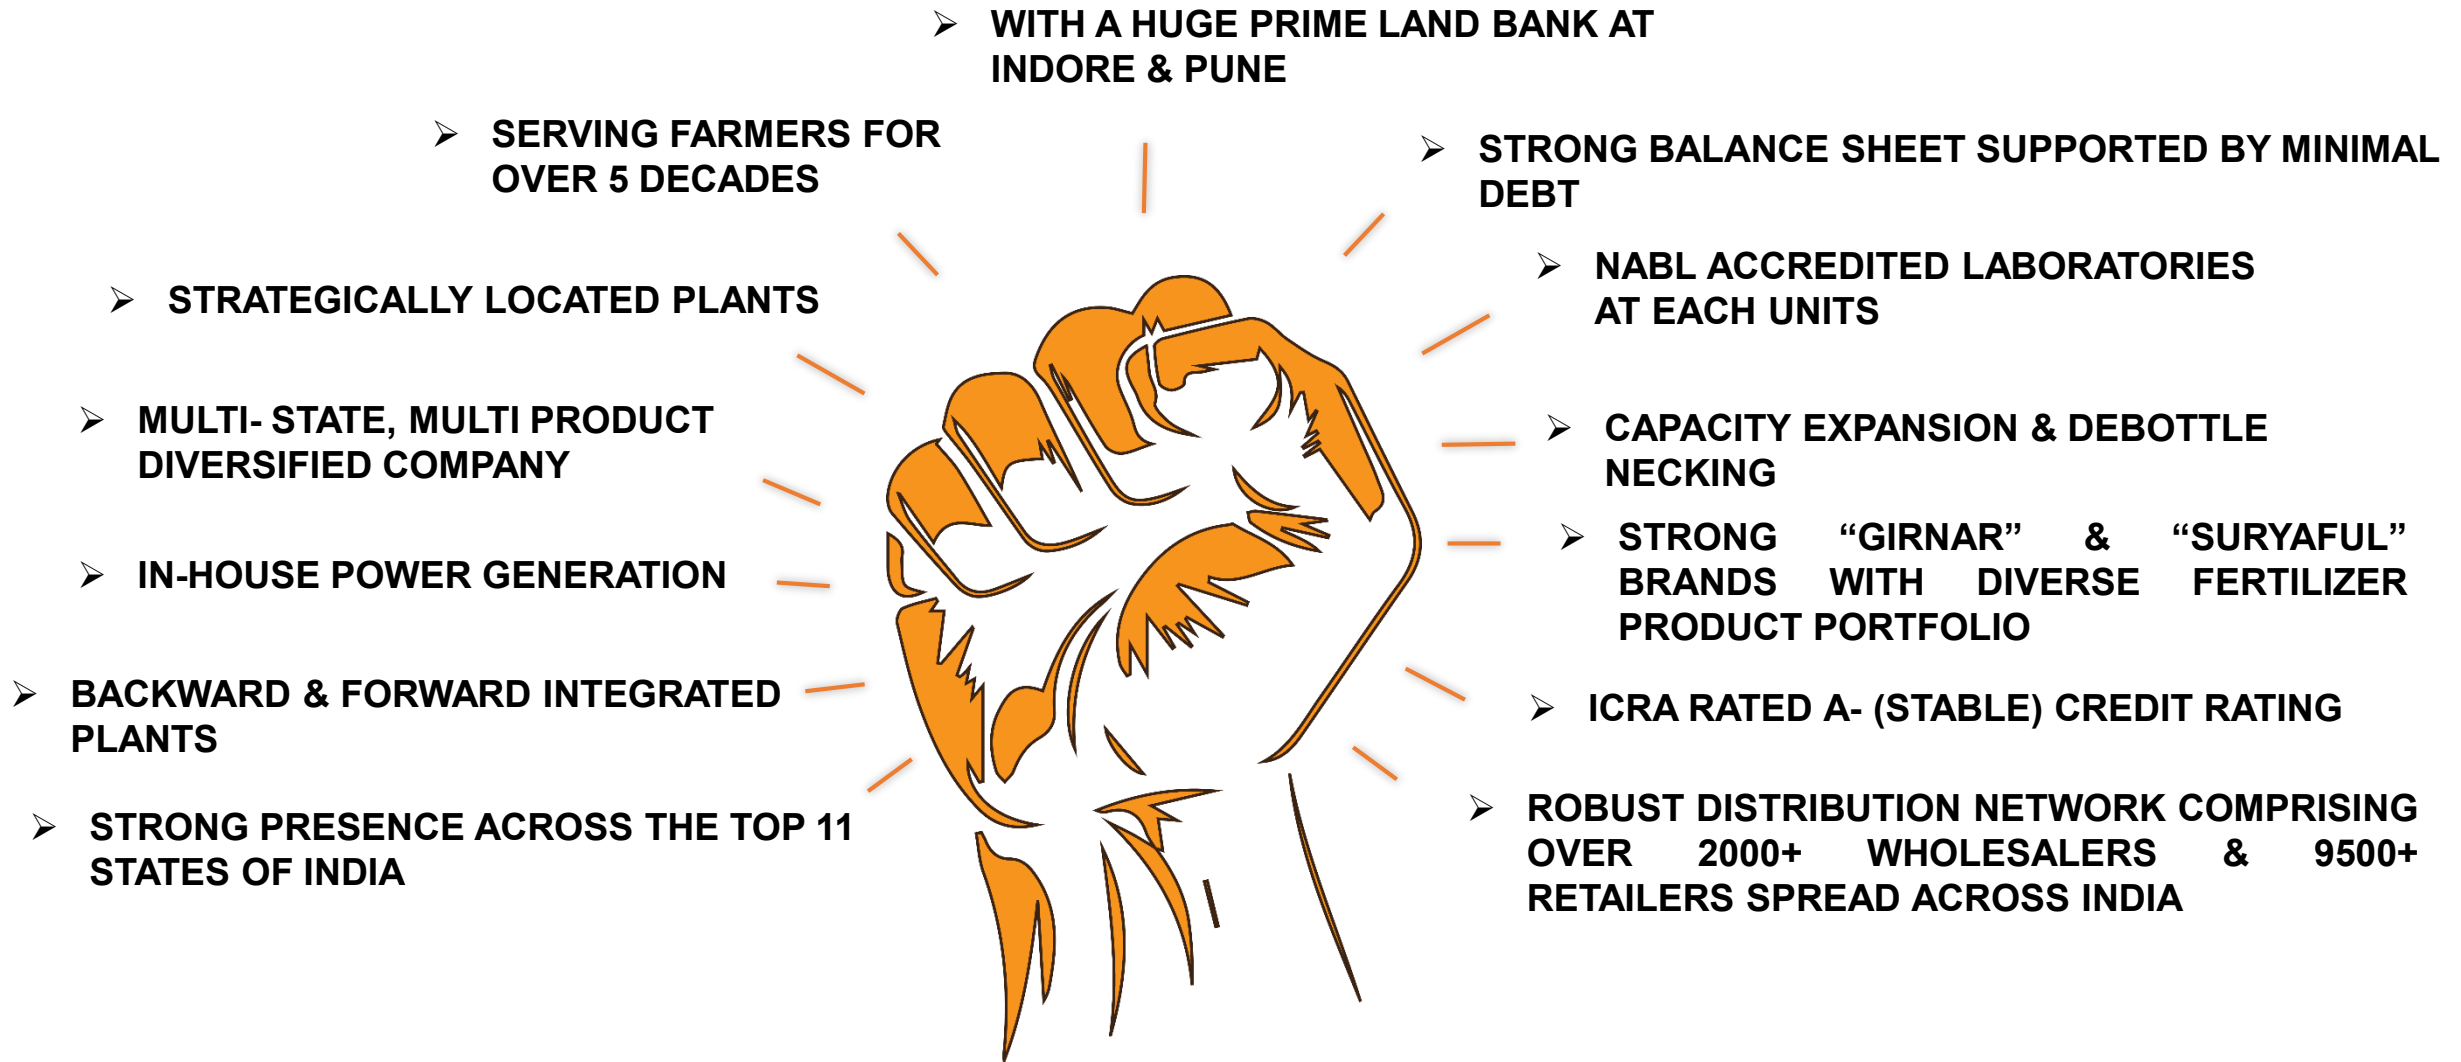 ➢ WITH A HUGE PRIME LAND BANK AT
INDORE & PUNE
➢ SERVING FARMERS FOR
OVER 5 DECADES
➢ STRATEGICALLY LOCATED PLANTS
➢ MULTI- STATE, MULTI PRODUCT
DIVERSIFIED COMPANY
➢ IN-HOUSE POWER GENERATION
➢ BACKWARD & FORWARD INTEGRATED
PLANTS
➢ STRONG PRESENCE ACROSS THE TOP 11
STATES OF INDIA
➢ STRONG BALANCE SHEET SUPPORTED BY MINIMAL
DEBT
➢ NABL ACCREDITED LABORATORIES
AT EACH UNITS
➢ CAPACITY EXPANSION & DEBOTTLE
NECKING
➢ STRONG “GIRNAR” & “SURYAFUL”
BRANDS WITH DIVERSE FERTILIZER
PRODUCT PORTFOLIO
➢ ICRA RATED A- (STABLE) CREDIT RATING
➢ ROBUST DISTRIBUTION NETWORK COMPRISING
OVER 2000+ WHOLESALERS & 9500+
RETAILERS SPREAD ACROSS INDIA